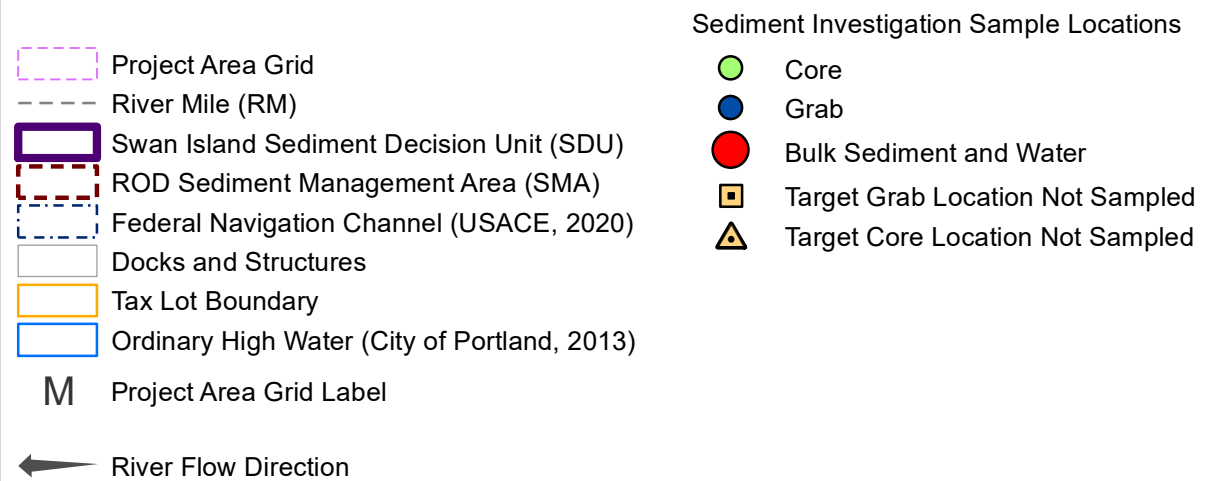 Project Area Grid
River Mile (RM)
Swan Island Sediment Decision Unit (SDU)
ROD Sediment Management Area (SMA)
Federal Navigation Channel (USACE, 2020)
Docks and Structures
Tax Lot Boundary
Ordinary High Water (City of Portland, 2013)
M Project Area Grid Label
River Flow Direction
Sediment Investigation Sample Locations
Core
Grab
Bulk Sediment and Water
Target Grab Location Not Sampled
Target Core Location Not Sampled